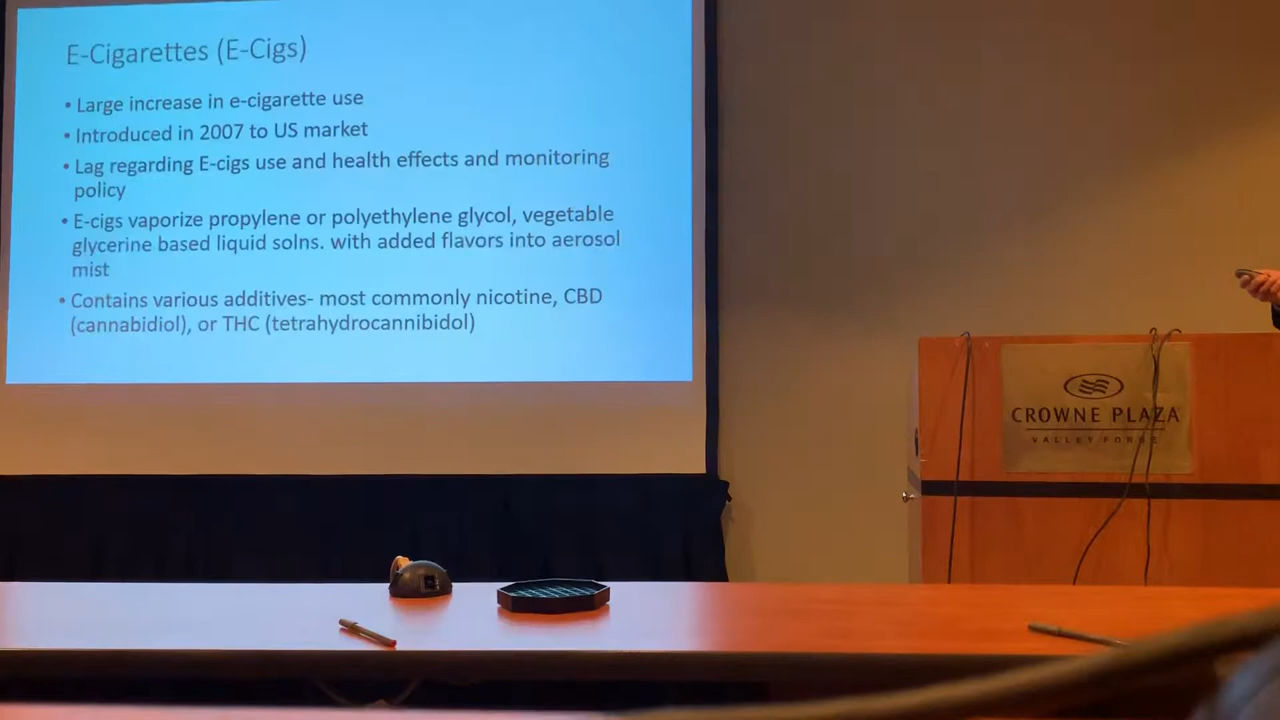 E-Cigarettes (E-Cigs)
• Large increase in e-cigarette use
• Introduced in 2007 to US market
• Lag regarding E-cigs use and health effects and monitoring
policy
• E-cigs vaporize propylene or polyethylene glycol, vegetable
glycerine based liquid solns. with added flavors into aerosol
mist
• Contains various additives- most commonly nicotine, CBD
(cannabidiol), or THC (tetrahydrocannibidol)
CROWNE PLAZA
VALLEY FORGE